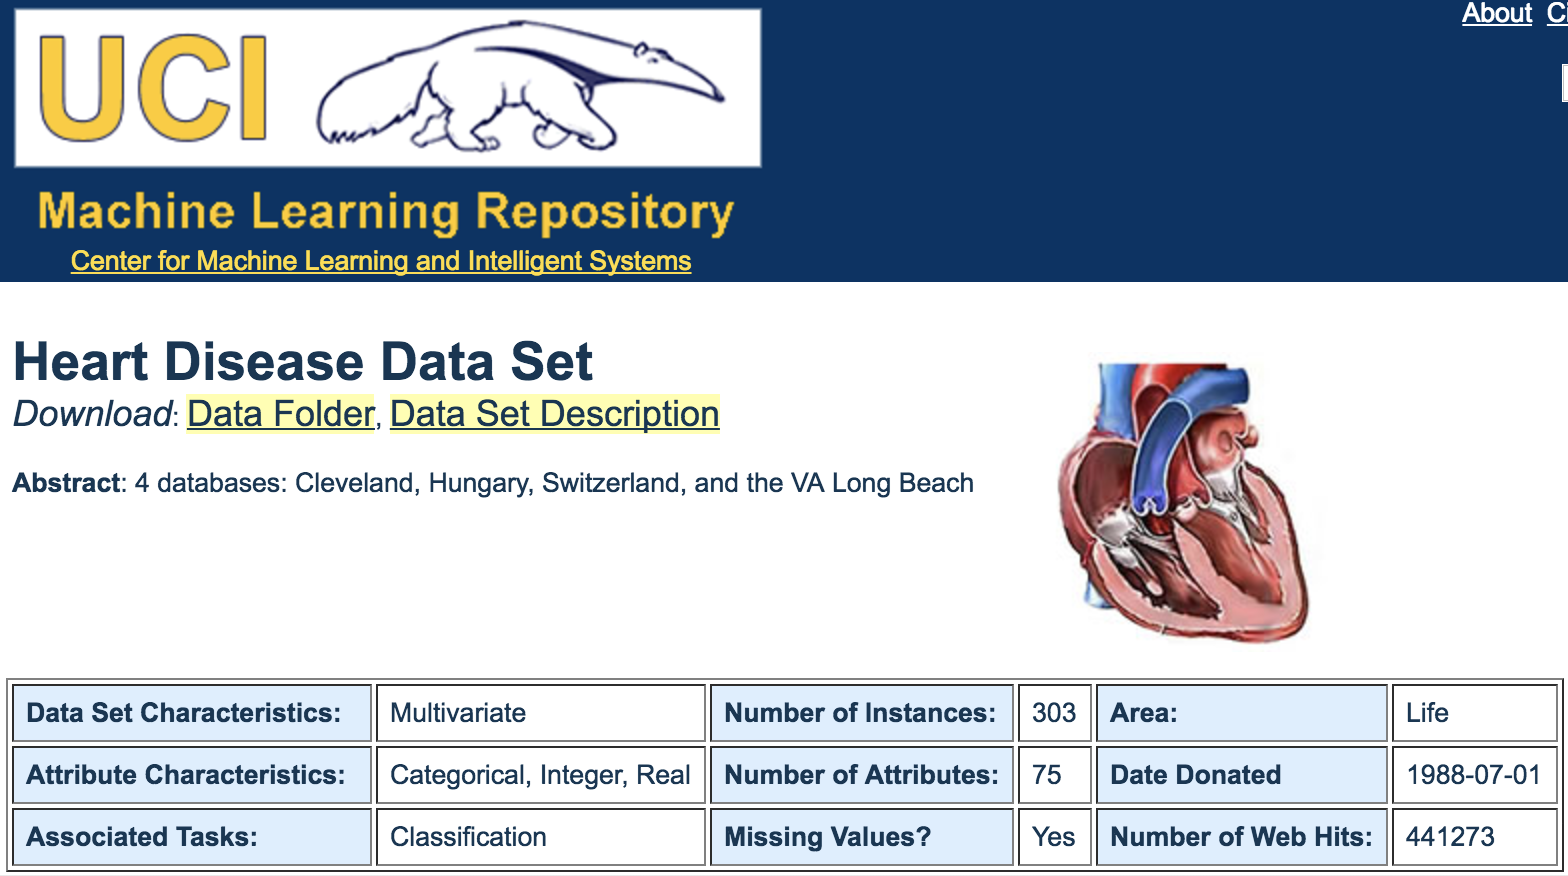 About C
UCI
Machine Learning Repository
Center for Machine Learning and Intelligent Systems
Heart Disease Data Set
Download: Data Folder, Data Set Description
Abstract: 4 databases: Cleveland, Hungary, Switzerland, and the VA Long Beach
Data Set Characteristics: Multivariate Number of Instances: 303 Area: Life
Attribute Characteristics: Categorical, Integer, Real Number of Attributes: 75 Date Donated 1988-07-01
Associated Tasks: Classification Missing Values? Yes Number of Web Hits: 441273